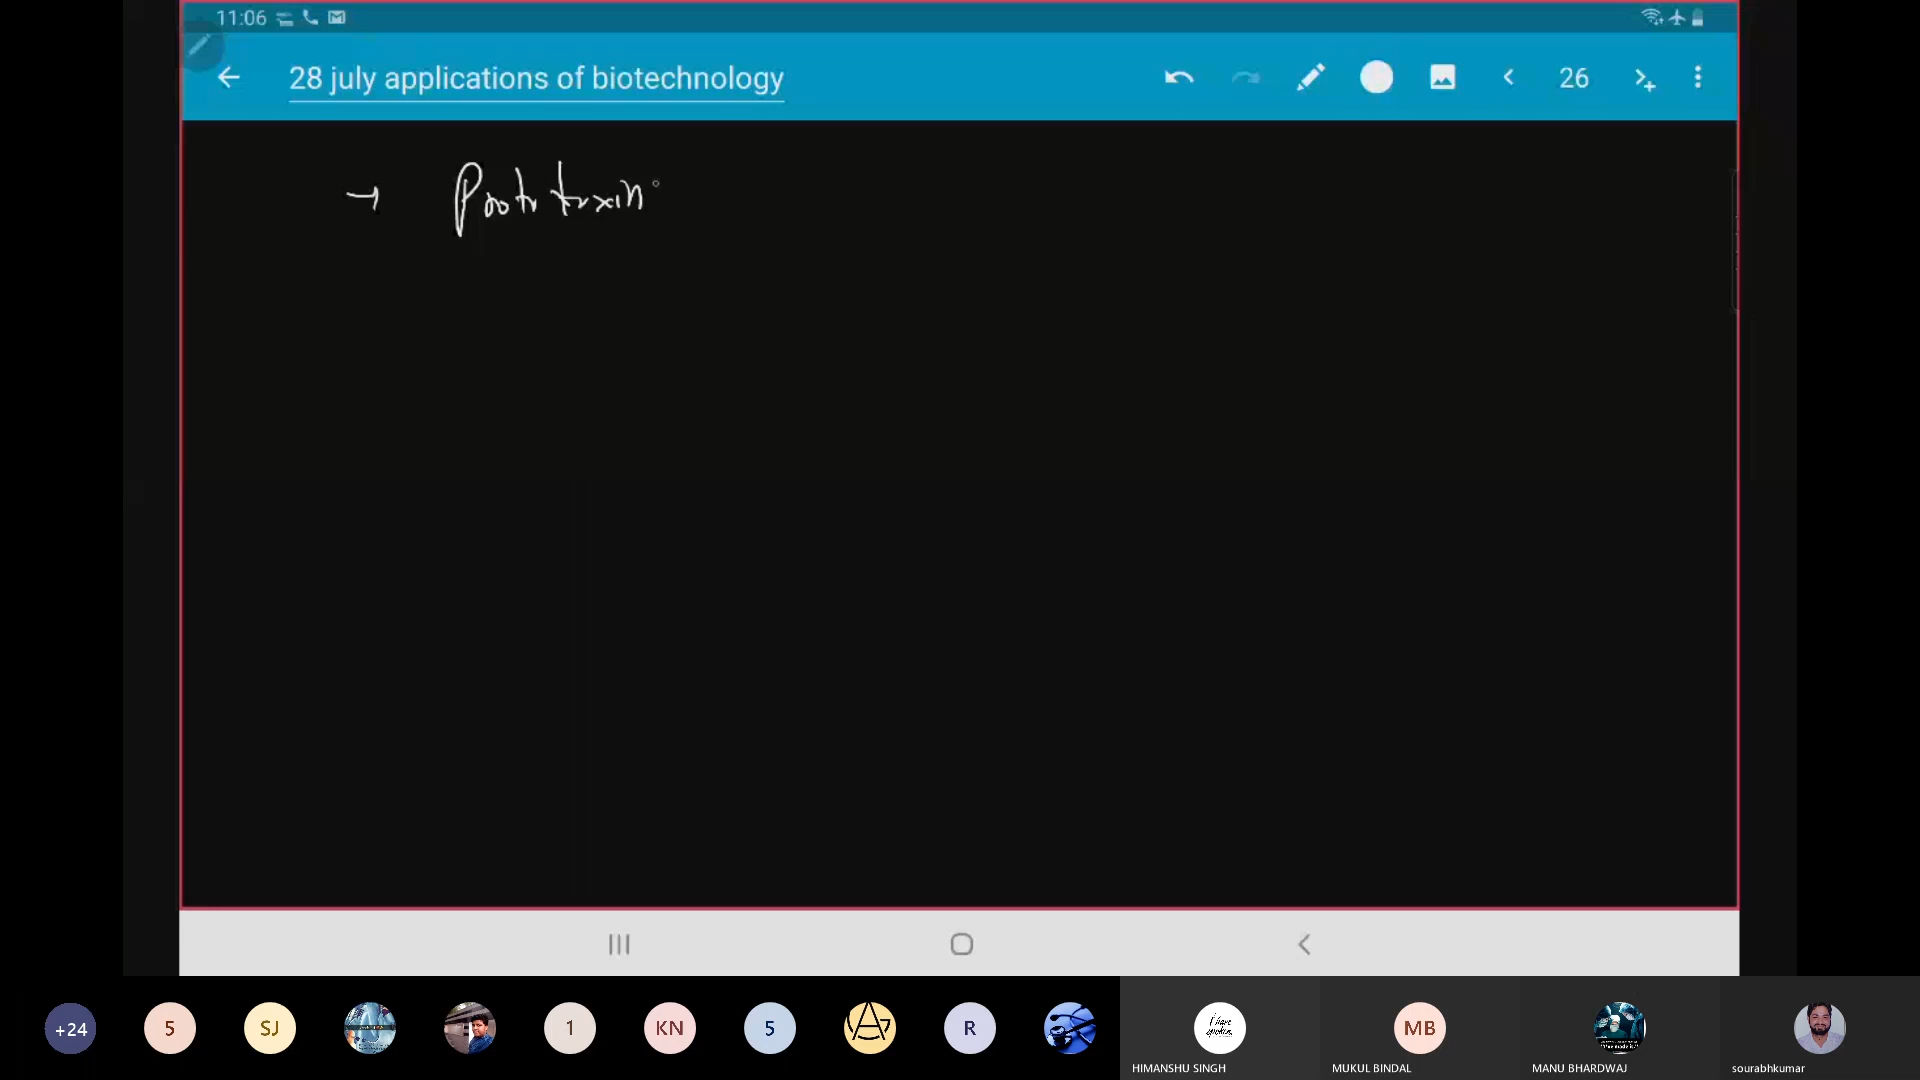 11:06
28 july applications of biotechnology
26
→ Prototoxin
+24
5
SJ
1
KN
5
R
MB
HIMANSHU SINGH
MUKUL BINDAL
MANU BHARDWAJ
sourabhkumar